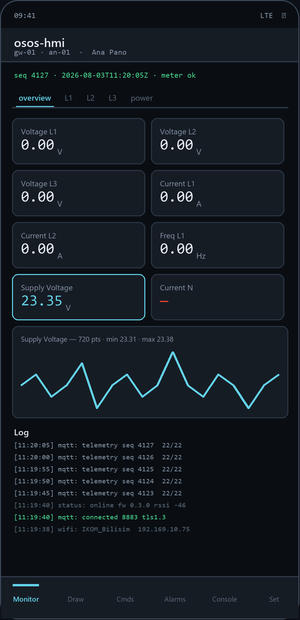 09:41
LTE
osos-hmi
gw-01 · an-01 - Ana Pano
seq 4127 · 2026-08-03T11:20:05Z · meter ok
overview L1 L2 L3 power
Voltage L1
0.00 V
Voltage L2
0.00 V
Voltage L3
0.00 V
Current L1
0.00 A
Current L2
0.00 A
Freq L1
0.00 Hz
Supply Voltage
23.35 V
Current N
—
Supply Voltage — 720 pts · min 23.31 · max 23.38
Log
[11:20:05] mqtt: telemetry seq 4127 22/22
[11:20:00] mqtt: telemetry seq 4126 22/22
[11:19:55] mqtt: telemetry seq 4125 22/22
[11:19:50] mqtt: telemetry seq 4124 22/22
[11:19:45] mqtt: telemetry seq 4123 22/22
[11:19:40] status: online fw 0.3.0 rssi -46
[11:19:40] mqtt: connected 8883 tls1.3
[11:19:38] wifi: IKOM_Bilisim 192.169.10.75
Monitor Draw Cmds Alarms Console Set